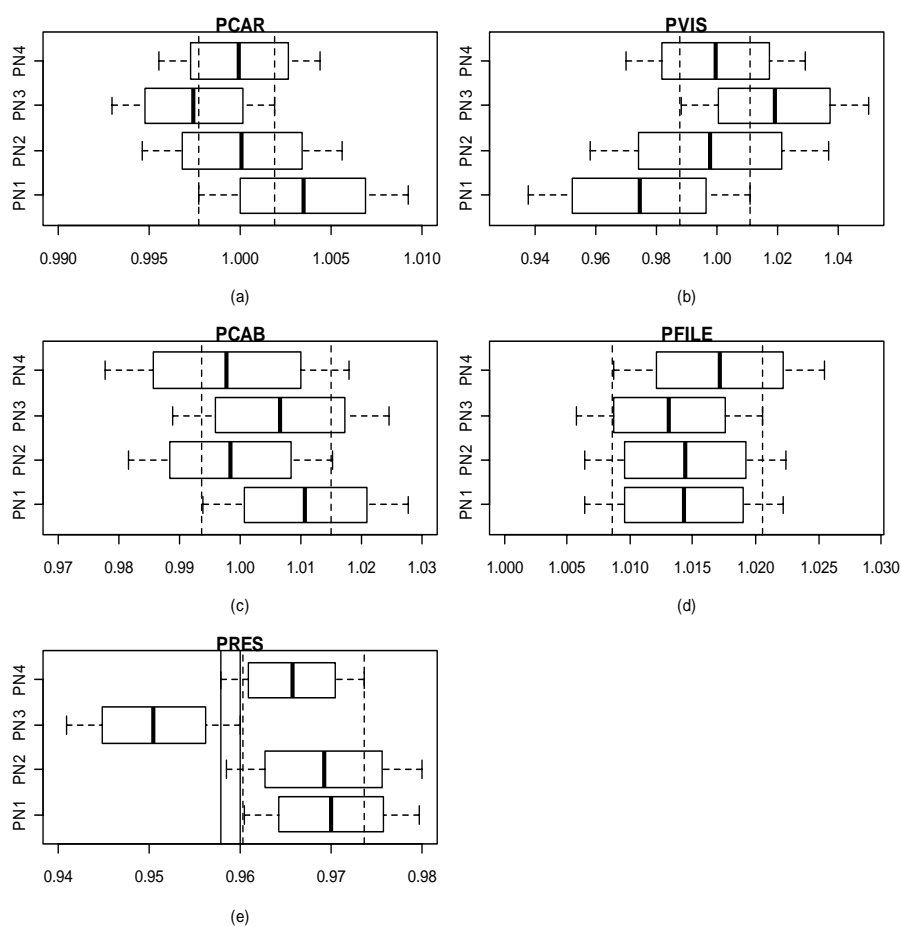 PCAR
PN4
PN3
PN2
PN1
0.990 0.995 1.000 1.005 1.010
(a)
PVIS
PN4
PN3
PN2
PN1
0.94 0.96 0.98 1.00 1.02 1.04
(b)
PCAB
PN4
PN3
PN2
PN1
0.97 0.98 0.99 1.00 1.01 1.02 1.03
(c)
PFILE
PN4
PN3
PN2
PN1
1.000 1.005 1.010 1.015 1.020 1.025 1.030
(d)
PRES
PN4
PN3
PN2
PN1
0.94 0.95 0.96 0.97 0.98
(e)